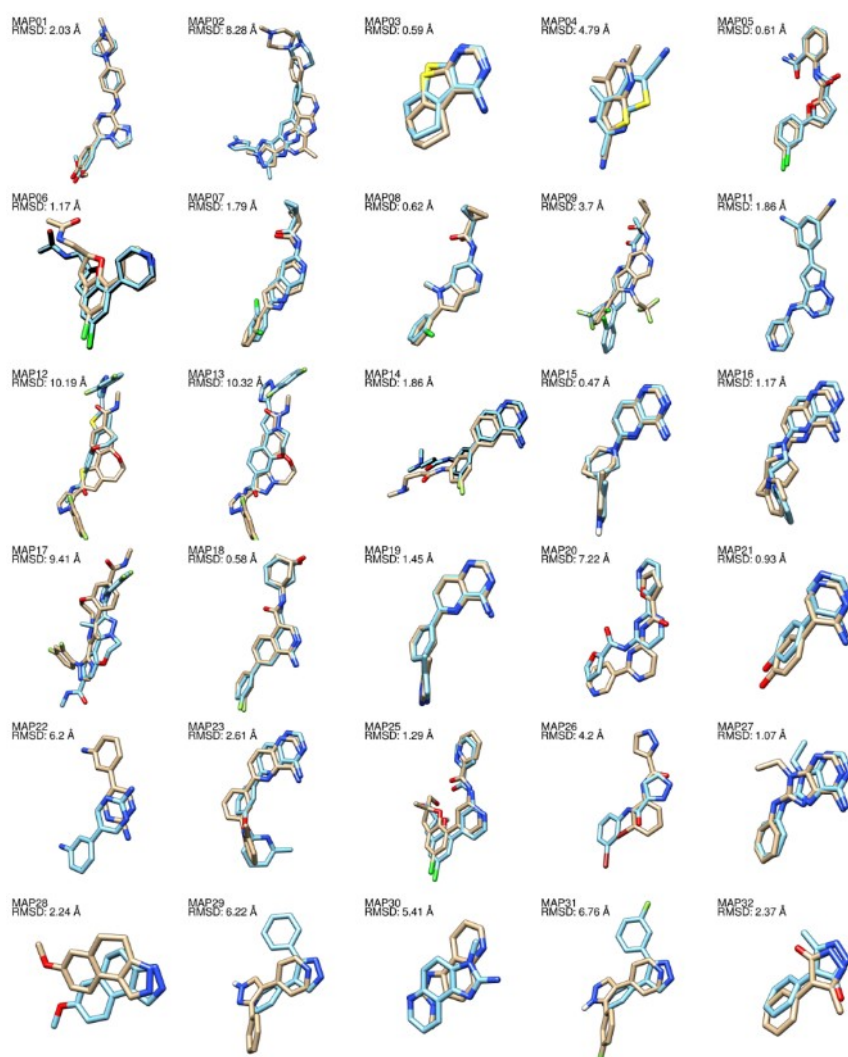 MAP01
RMSD: 2.03 Å
MAP02
RMSD: 8.28 Å
MAP03
RMSD: 0.59 Å
MAP04
RMSD: 4.79 Å
MAP05
RMSD: 0.61 Å
MAP06
RMSD: 1.17 Å
MAP07
RMSD: 1.79 Å
MAP08
RMSD: 0.62 Å
MAP09
RMSD: 3.7 Å
MAP11
RMSD: 1.86 Å
MAP12
RMSD: 10.19 Å
MAP13
RMSD: 10.32 Å
MAP14
RMSD: 1.86 Å
MAP15
RMSD: 0.47 Å
MAP16
RMSD: 1.17 Å
MAP17
RMSD: 9.41 Å
MAP18
RMSD: 0.58 Å
MAP19
RMSD: 1.45 Å
MAP20
RMSD: 7.22 Å
MAP21
RMSD: 0.93 Å
MAP22
RMSD: 6.2 Å
MAP23
RMSD: 2.61 Å
MAP25
RMSD: 1.29 Å
MAP26
RMSD: 4.2 Å
MAP27
RMSD: 1.07 Å
MAP28
RMSD: 2.24 Å
MAP29
RMSD: 6.22 Å
MAP30
RMSD: 5.41 Å
MAP31
RMSD: 6.76 Å
MAP32
RMSD: 2.37 Å